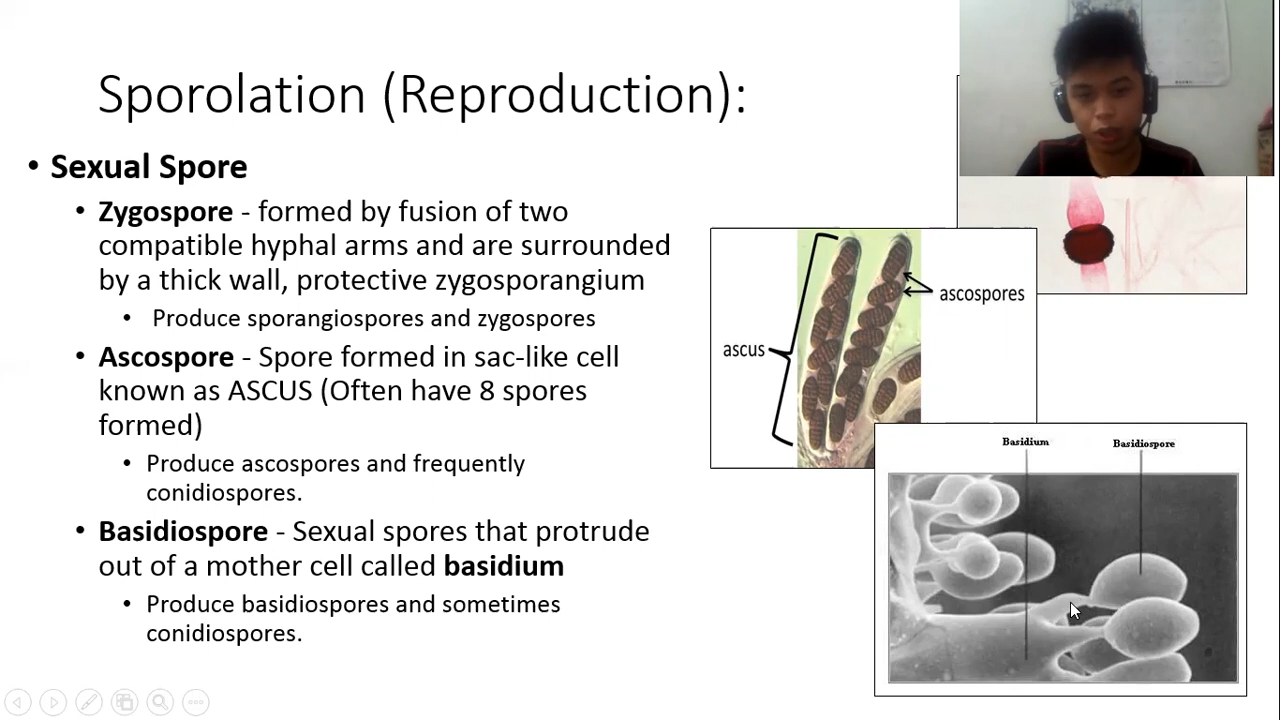 Sporolation (Reproduction):
• Sexual Spore
• Zygospore - formed by fusion of two
compatible hyphal arms and are surrounded
by a thick wall, protective zygosporangium
• Produce sporangiospores and zygospores
• Ascospore - Spore formed in sac-like cell
known as ASCUS (Often have 8 spores
formed)
• Produce ascospores and frequently
conidiospores.
• Basidiospore - Sexual spores that protrude
out of a mother cell called basidium
• Produce basidiospores and sometimes
conidiospores.
ascus
ascospores
Basidium
Basidiospore